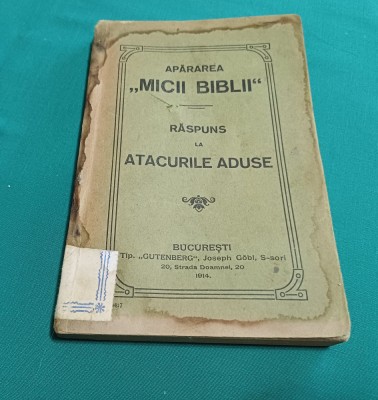 APĂRAREA
„MICII BIBLII“
RĂSPUNS
LA
ATACURILE ADUSE
BUCUREȘTI
Tip. „GUTENBERG“, Joseph Göbl, S-sori
20, Strada Doamnei, 20
1914.